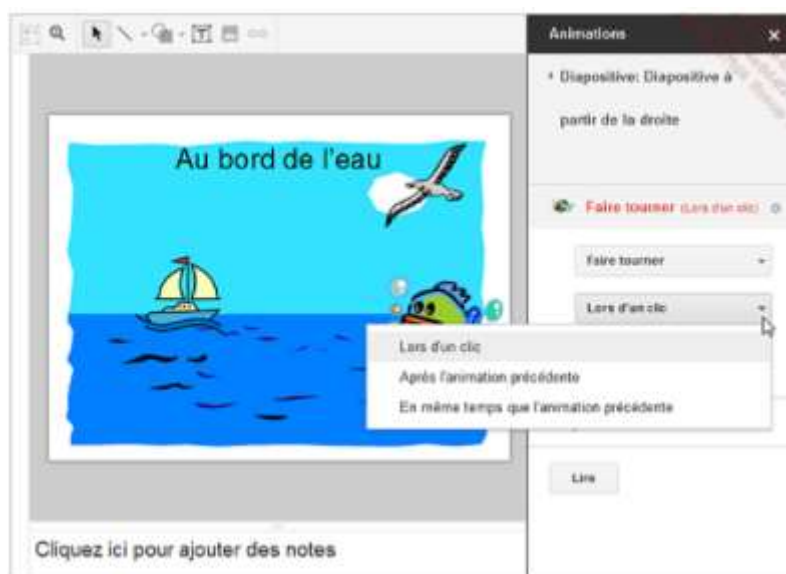 Animations
Diapositive: Diapositive à
partir de la droite
Au bord de l'eau
Faire tourner (Lors d'un clic)
Faire tourner
Lors d'un clic
Lors d'un clic
Après l'animation précédente
En même temps que l'animation précédente
Lire
Cliquez ici pour ajouter des notes